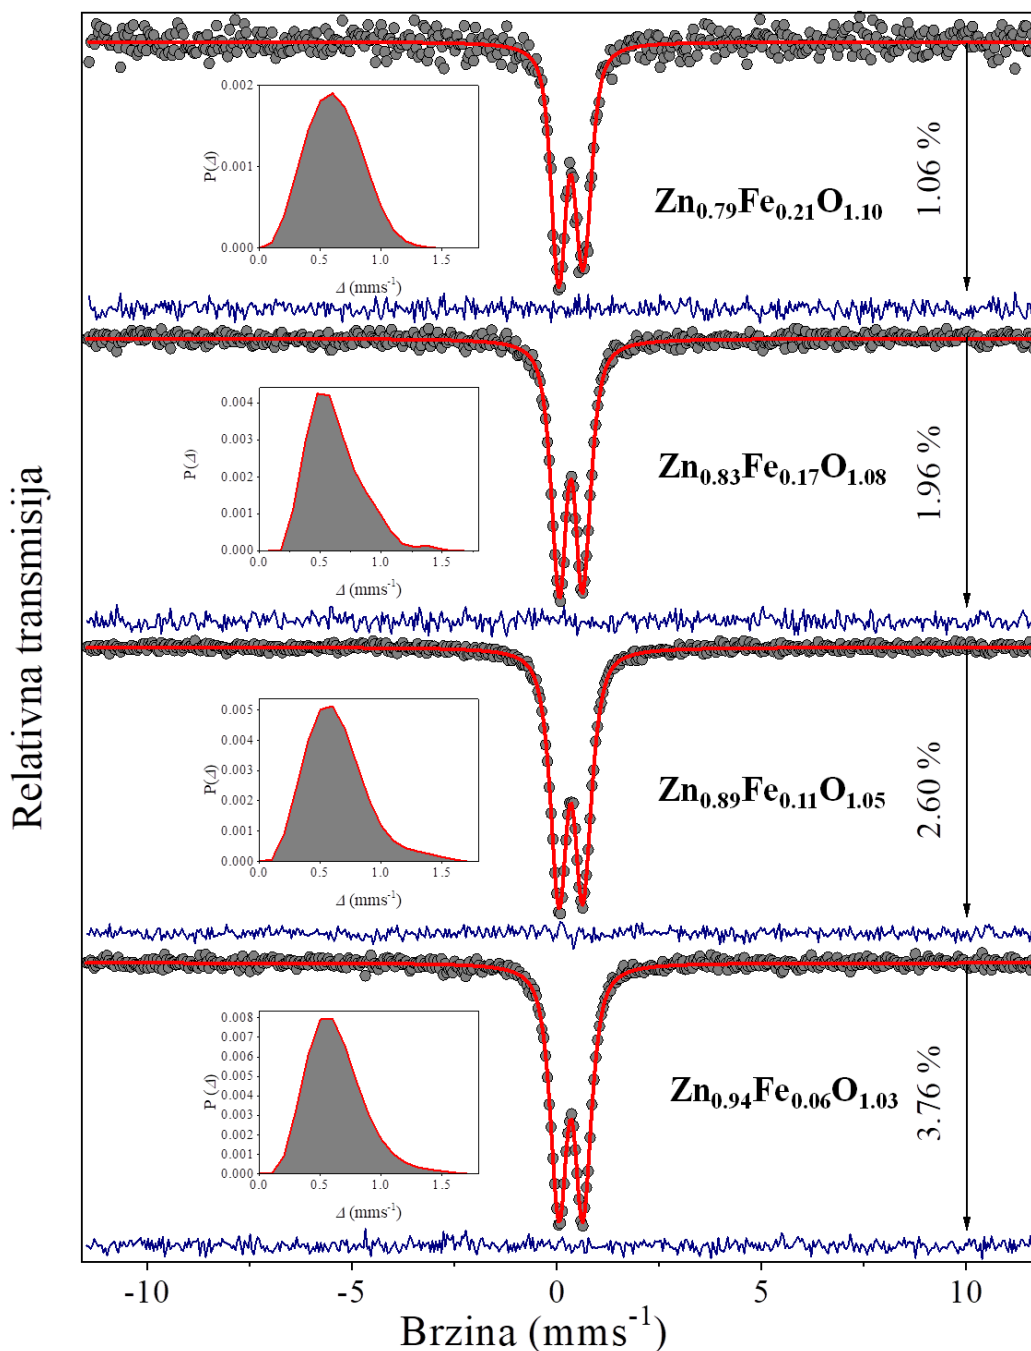 Relativna transmisija
0.002
0.001
0.000
P(Δ)
0.0 0.5 1.0 1.5
Δ (mms⁻¹)
Zn₀.₇₉Fe₀.₂₁O₁.₁₀
1.06 %
0.004
0.003
0.002
0.001
0.000
P(Δ)
0.0 0.5 1.0 1.5
Δ (mms⁻¹)
Zn₀.₈₃Fe₀.₁₇O₁.₀₈
1.96 %
0.005
0.004
0.003
0.002
0.001
0.000
P(Δ)
0.0 0.5 1.0 1.5
Δ (mms⁻¹)
Zn₀.₈₉Fe₀.₁₁O₁.₀₅
2.60 %
0.008
0.007
0.006
0.005
0.004
0.003
0.002
0.001
0.000
P (Δ)
0.0 0.5 1.0 1.5
Δ (mms⁻¹)
Zn₀.₉₄Fe₀.₀₆O₁.₀₃
3.76 %
-10 -5 0 5 10
Brzina (mms⁻¹)